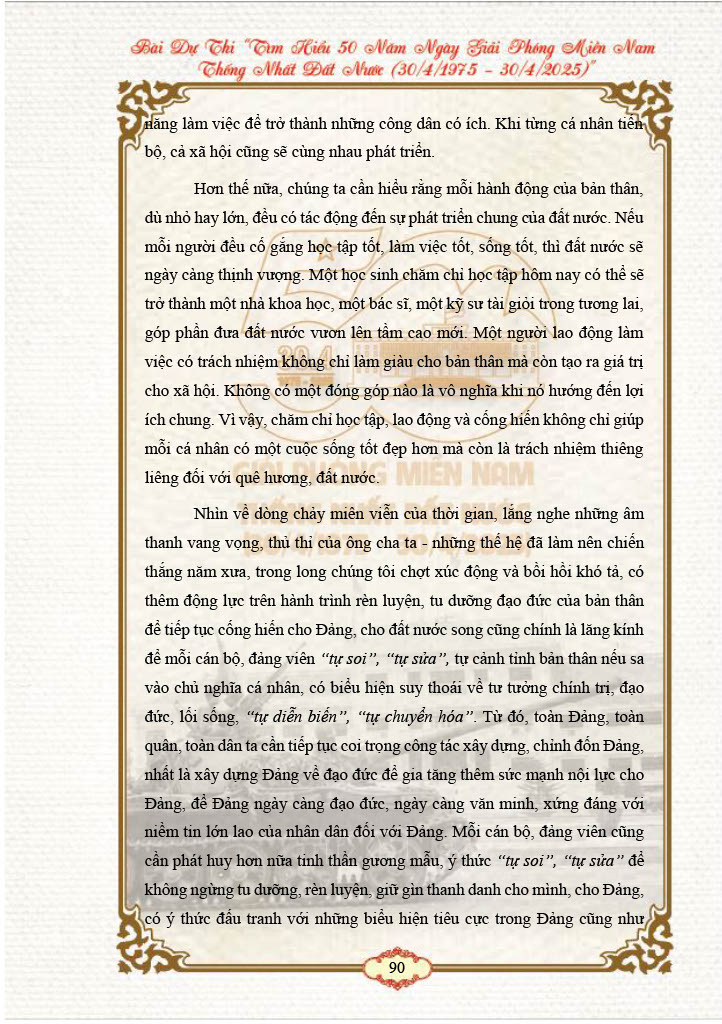 Bài Dự Thi "Tìm Hiểu 50 Năm Ngày Giải Phóng Miền Nam
Thống Nhất Đất Nước (30/4/1975 – 30/4/2025)"
năng làm việc để trở thành những công dân có ích. Khi từng cá nhân tiến
bộ, cả xã hội cũng sẽ cùng nhau phát triển.
Hơn thế nữa, chúng ta cần hiểu rằng mỗi hành động của bản thân,
dù nhỏ hay lớn, đều có tác động đến sự phát triển chung của đất nước. Nếu
mỗi người đều cố gắng học tập tốt, làm việc tốt, sống tốt, thì đất nước sẽ
ngày càng thịnh vượng. Một học sinh chăm chỉ học tập hôm nay có thể sẽ
trở thành một nhà khoa học, một bác sĩ, một kỹ sư tài giỏi trong tương lai,
góp phần đưa đất nước vươn lên tầm cao mới. Một người lao động làm
việc có trách nhiệm không chỉ làm giàu cho bản thân mà còn tạo ra giá trị
cho xã hội. Không có một đóng góp nào là vô nghĩa khi nó hướng đến lợi
ích chung. Vì vậy, chăm chỉ học tập, lao động và cống hiến không chỉ giúp
mỗi cá nhân có một cuộc sống tốt đẹp hơn mà còn là trách nhiệm thiêng
liêng đối với quê hương, đất nước.
GIẢI PHÓNG MIỀN NAM
THỐNG NHẤT ĐẤT NƯỚC
Nhìn về dòng chảy miên viễn của thời gian, lắng nghe những âm
thanh vang vọng, thủ thỉ của ông cha ta - những thế hệ đã làm nên chiến
thắng năm xưa, trong long chúng tôi chợt xúc động và bồi hồi khó tả, có
thêm động lực trên hành trình rèn luyện, tu dưỡng đạo đức của bản thân
để tiếp tục cống hiến cho Đảng, cho đất nước song cũng chính là lăng kính
để mỗi cán bộ, đảng viên “tự soi”, “tự sửa”, tự cảnh tỉnh bản thân nếu sa
vào chủ nghĩa cá nhân, có biểu hiện suy thoái về tư tưởng chính trị, đạo
đức, lối sống, “tự diễn biến”, “tự chuyển hóa”. Từ đó, toàn Đảng, toàn
quân, toàn dân ta cần tiếp tục coi trọng công tác xây dựng, chỉnh đốn Đảng,
nhất là xây dựng Đảng về đạo đức để gia tăng thêm sức mạnh nội lực cho
Đảng, để Đảng ngày càng đạo đức, ngày càng văn minh, xứng đáng với
niềm tin lớn lao của nhân dân đối với Đảng. Mỗi cán bộ, đảng viên cũng
cần phát huy hơn nữa tinh thần gương mẫu, ý thức “tự soi”, “tự sửa” để
không ngừng tu dưỡng, rèn luyện, giữ gìn thanh danh cho mình, cho Đảng,
có ý thức đấu tranh với những biểu hiện tiêu cực trong Đảng cũng như
90